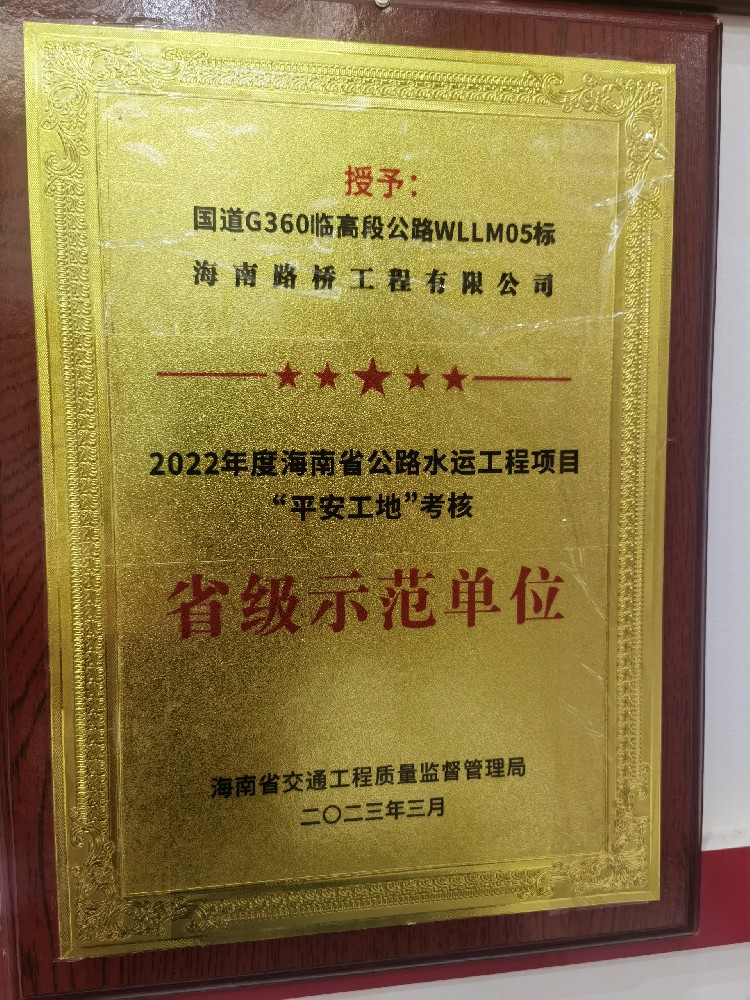 授予：
国道G360临高段公路WLLM05标
海南路桥工程有限公司
2022年度海南省公路水运工程项目
“平安工地”考核
省级示范单位
海南省交通工程质量监督管理局
二〇二三年三月